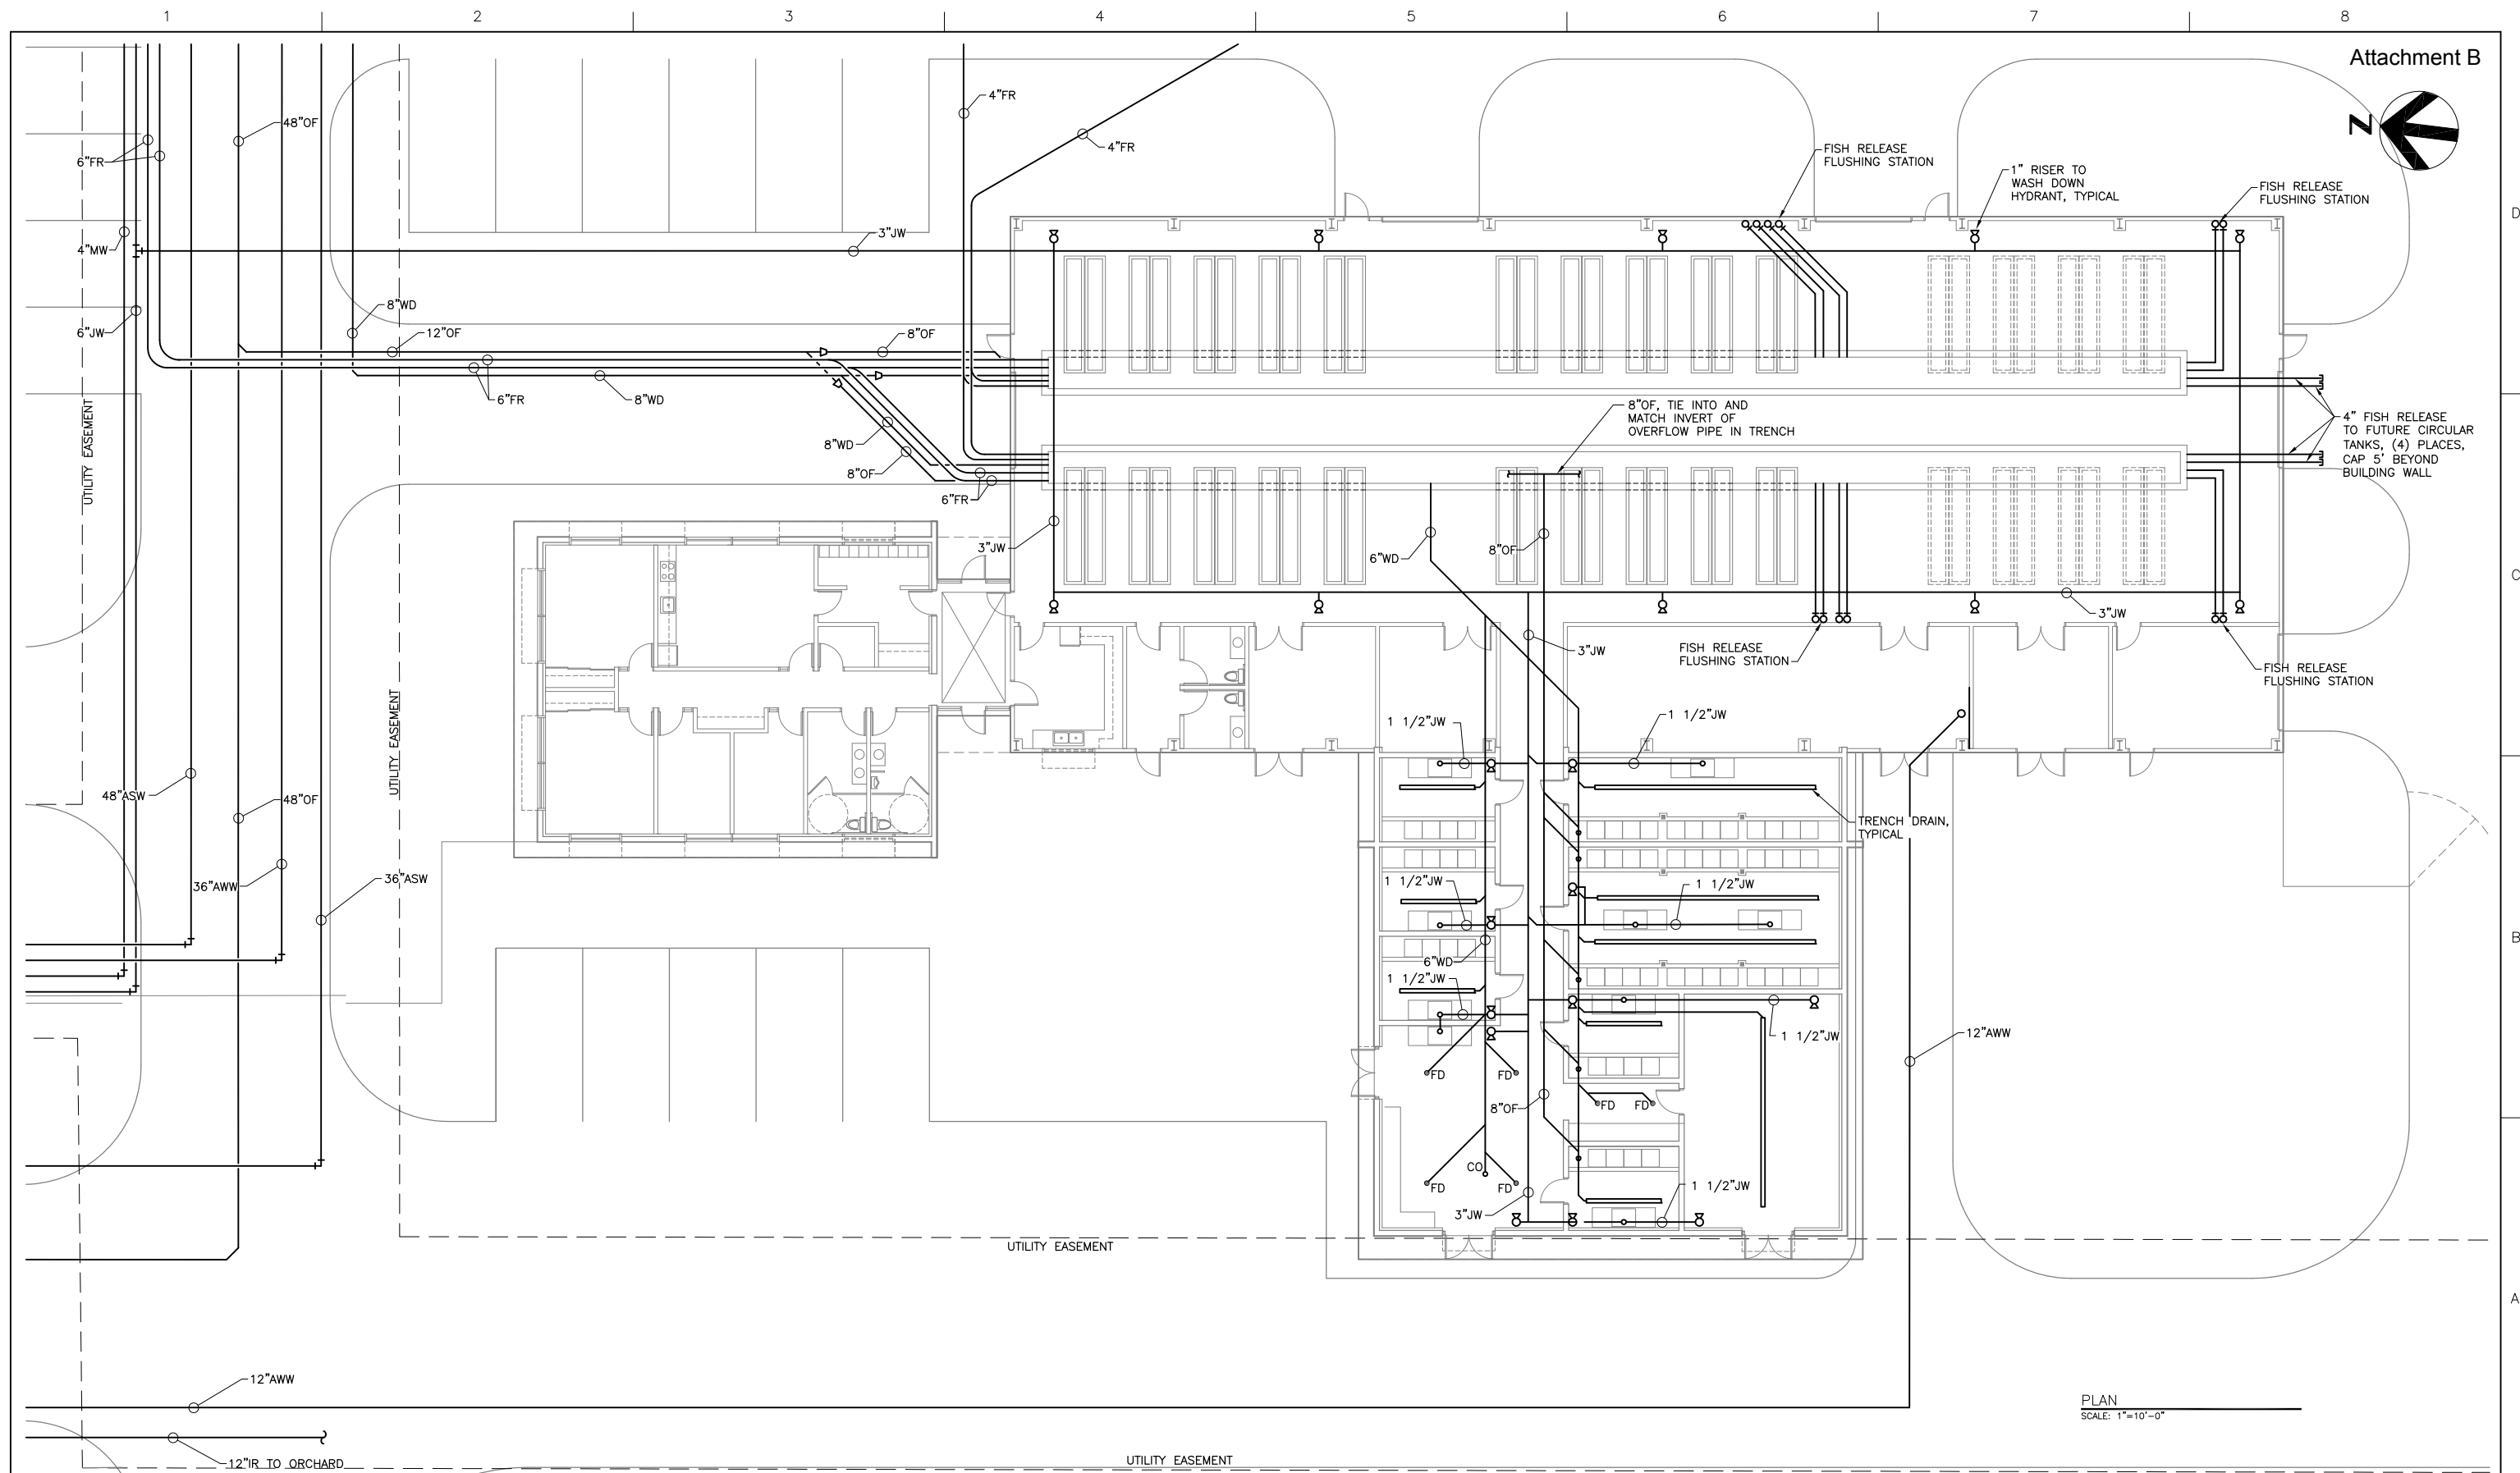 1 2 3 4 5 6 7 8
Attachment B
N
4"FR
48"OF
4"FR
6"FR
FISH RELEASE
FLUSHING STATION
1" RISER TO
WASH DOWN
HYDRANT, TYPICAL
FISH RELEASE
FLUSHING STATION
D
4"MW
3"JW
8"WD
6"JW
12"OF
8"OF
6"FR
8"WD
UTILITY EASEMENT
8"OF, TIE INTO AND
MATCH INVERT OF
OVERFLOW PIPE IN TRENCH
4" FISH RELEASE
TO FUTURE CIRCULAR
TANKS, (4) PLACES,
CAP 5' BEYOND
BUILDING WALL
8"WD
8"OF
6"FR
3"JW
6"WD
8"OF
C
3"JW
3"JW
FISH RELEASE
FLUSHING STATION
FISH RELEASE
FLUSHING STATION
UTILITY EASEMENT
1 1/2"JW
1 1/2"JW
48"ASW
48"OF
TRENCH DRAIN,
TYPICAL
36"AWW
36"ASW
1 1/2"JW
1 1/2"JW
B
6"WD
1 1/2"JW
1 1/2"JW
12"AWW
FD
FD
8"OF
FD
FD
CO
FD
FD
1 1/2"JW
3"JW
UTILITY EASEMENT
A
12"AWW
PLAN
SCALE: 1"=10'-0"
12"IR TO ORCHARD
UTILITY EASEMENT